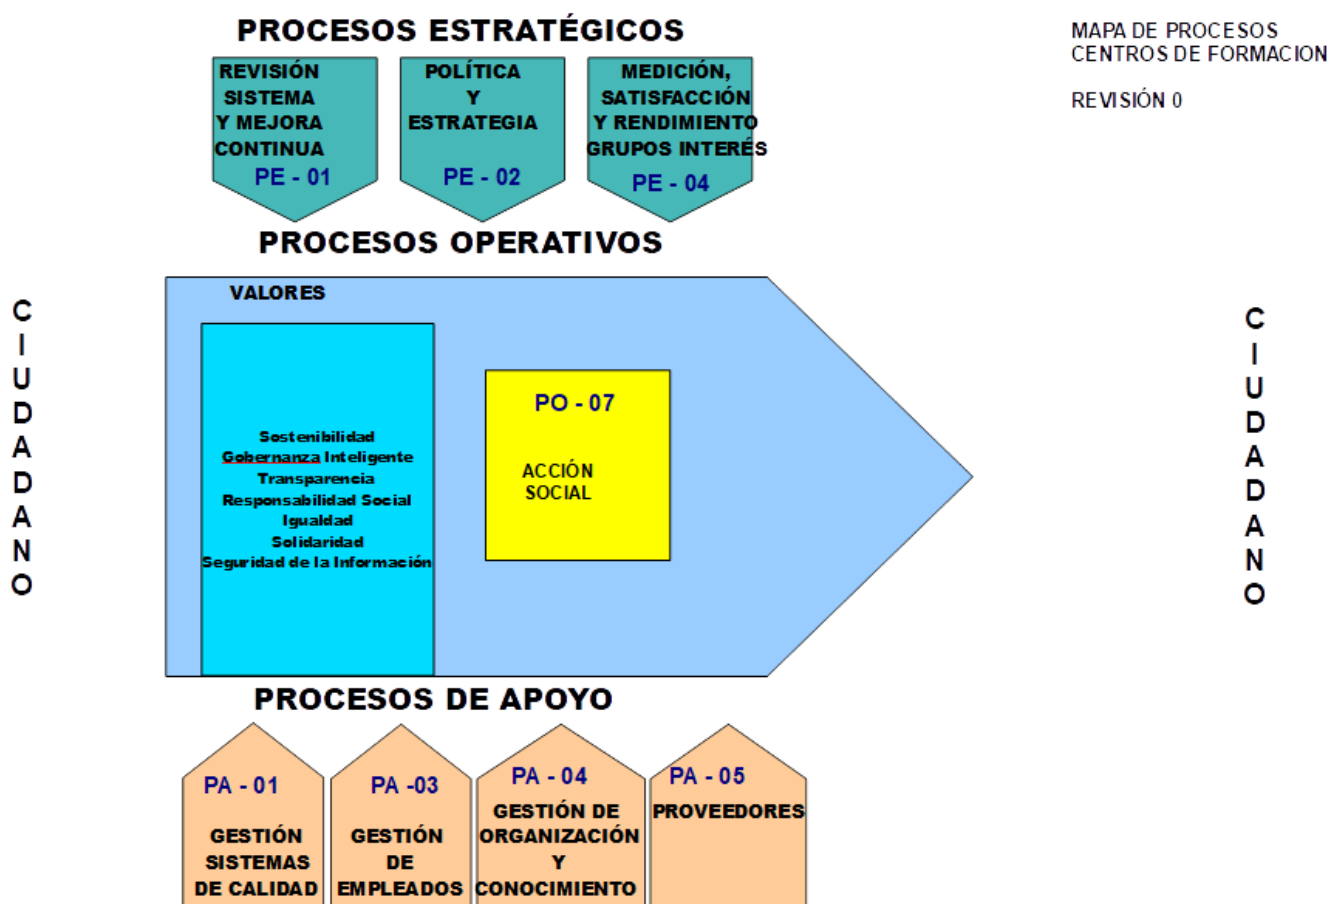 PROCESOS ESTRATÉGICOS
MAPA DE PROCESOS
CENTROS DE FORMACION
REVISIÓN 0
REVISIÓN
SISTEMA
Y MEJORA
CONTINUA
PE - 01
POLÍTICA
Y
ESTRATEGIA
PE - 02
MEDICIÓN,
SATISFACCIÓN
Y RENDIMIENTO
GRUPOS INTERÉS
PE - 04
PROCESOS OPERATIVOS
CIUDADANO
VALORES
Sostenibilidad
Gobernanza Inteligente
Transparencia
Responsabilidad Social
Igualdad
Solidaridad
Seguridad de la Información
PO - 07
ACCIÓN
SOCIAL
CIUDADANO
PROCESOS DE APOYO
PA - 01
GESTIÓN
SISTEMAS
DE CALIDAD
PA -03
GESTIÓN
DE
EMPLEADOS
PA - 04
GESTIÓN DE
ORGANIZACIÓN
Y
CONOCIMIENTO
PA - 05
PROVEEDORES